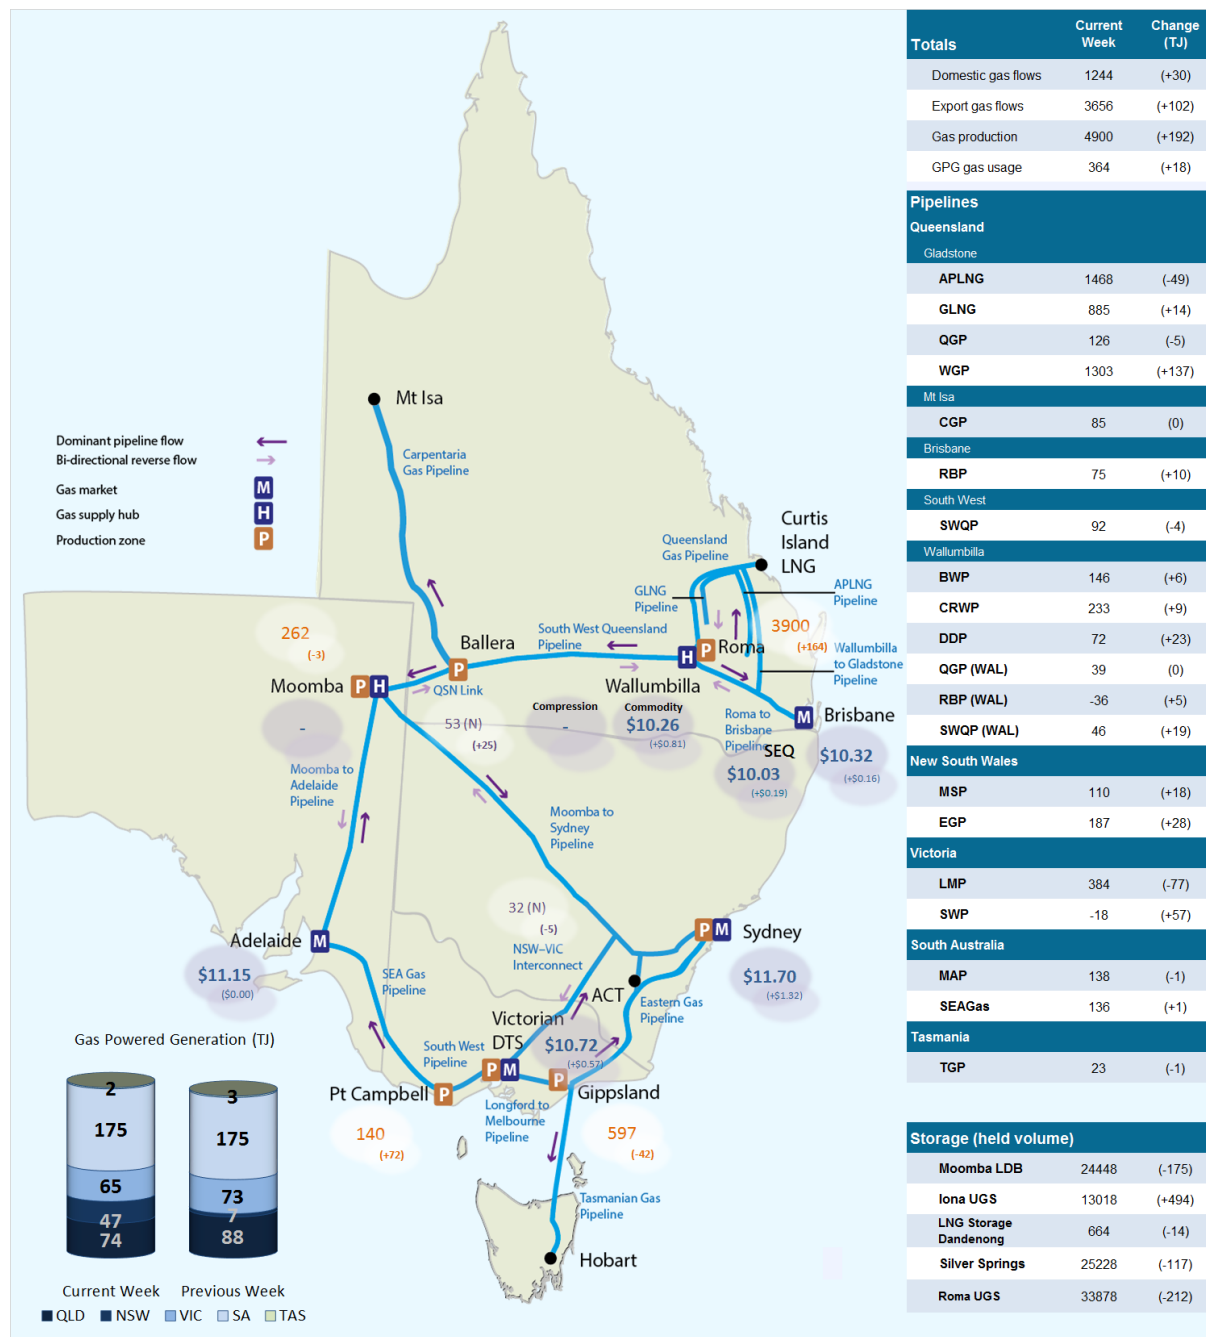 Totals Current Week Change (TJ)
Domestic gas flows 1244 (+30)
Export gas flows 3656 (+102)
Gas production 4900 (+192)
GPG gas usage 364 (+18)
Pipelines
Queensland
Gladstone
APLNG 1468 (-49)
GLNG 885 (+14)
QGP 126 (-5)
WGP 1303 (+137)
Mt Isa
CGP 85 (0)
Brisbane
RBP 75 (+10)
South West
SWQP 92 (-4)
Wallumbilla
BWP 146 (+6)
CRWP 233 (+9)
DDP 72 (+23)
QGP (WAL) 39 (0)
RBP (WAL) -36 (+5)
SWQP (WAL) 46 (+19)
New South Wales
MSP 110 (+18)
EGP 187 (+28)
Victoria
LMP 384 (-77)
SWP -18 (+57)
South Australia
MAP 138 (-1)
SEAGas 136 (+1)
Tasmania
TGP 23 (-1)
Storage (held volume)
Moomba LDB 24448 (-175)
Iona UGS 13018 (+494)
LNG Storage
Dandenong 664 (-14)
Silver Springs 25228 (-117)
Roma UGS 33878 (-212)
Dominant pipeline flow
Bi-directional reverse flow
Gas market M
Gas supply hub H
Production zone P
Mt Isa
Carpentaria
Gas Pipeline
Curtis
Island
LNG
Queensland
Gas Pipeline
GLNG
Pipeline
APLNG
Pipeline
3900
(+164)
Wallumbilla
to Gladstone
Pipeline
262
(-3)
Ballera
P
South West Queensland
Pipeline
H P Roma
Wallumbilla
Moomba P H
QSN Link
-
53 (N)
(+25)
Compression
-
Commodity
$10.26
(+$0.81)
Roma to
Brisbane
Pipeline
M Brisbane
SEQ
$10.03
(+$0.19)
$10.32
(+$0.16)
Moomba to
Adelaide
Pipeline
Moomba to
Sydney
Pipeline
32 (N)
(-5)
NSW–VIC
Interconnect
P M Sydney
$11.70
(+$1.32)
Adelaide M
$11.15
($0.00)
SEA Gas
Pipeline
ACT
Eastern Gas
Pipeline
Victorian
DTS
$10.72
(+$0.57)
South West
Pipeline
P M
P
Gippsland
Pt Campbell P
140
(+72)
Longford to
Melbourne
Pipeline
597
(-42)
Tasmanian Gas
Pipeline
Hobart
Gas Powered Generation (TJ)
2
175
65
47
74
3
175
73
7
88
Current Week Previous Week
QLD NSW VIC SA TAS